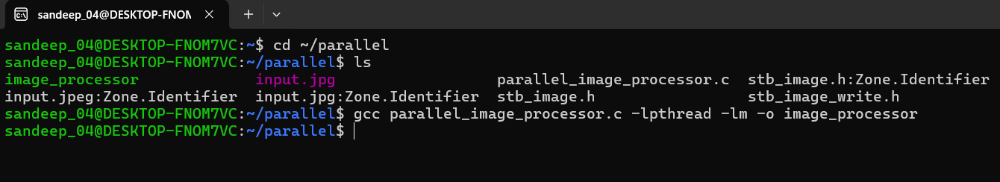 sandeep_04@DESKTOP-FNOM
sandeep_04@DESKTOP-FNOM7VC:~$ cd ~/parallel
sandeep_04@DESKTOP-FNOM7VC:~/parallel$ ls
image_processor input.jpg parallel_image_processor.c stb_image.h:Zone.Identifier
input.jpeg:Zone.Identifier input.jpg:Zone.Identifier stb_image.h stb_image_write.h
sandeep_04@DESKTOP-FNOM7VC:~/parallel$ gcc parallel_image_processor.c -lpthread -lm -o image_processor
sandeep_04@DESKTOP-FNOM7VC:~/parallel$